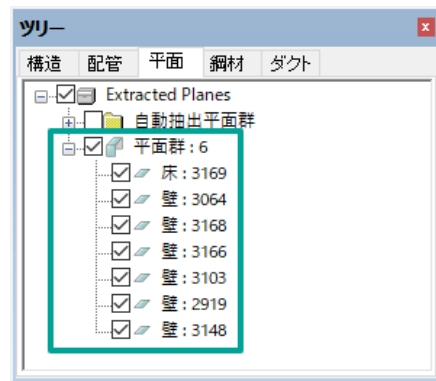 ツリー
構造 配管 平面 鋼材 ダクト
Extracted Planes
自動抽出平面群
平面群 : 6
床 : 3169
壁 : 3064
壁 : 3168
壁 : 3166
壁 : 3103
壁 : 2919
壁 : 3148